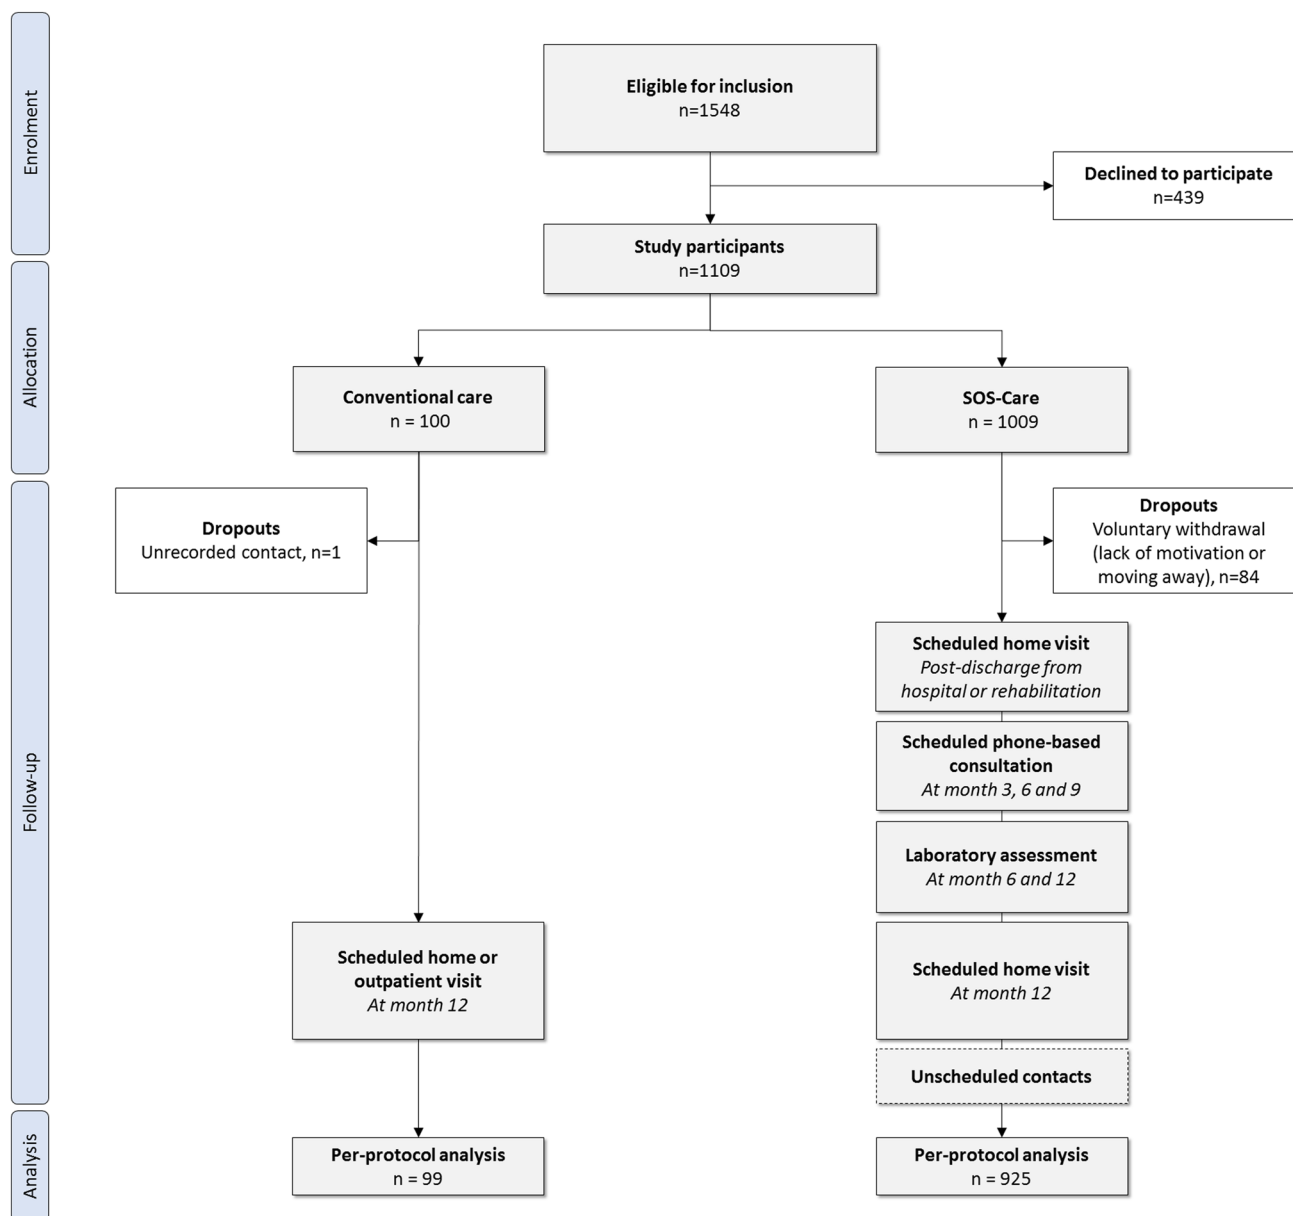 Enrolment
Eligible for inclusion
n=1548
Declined to participate
n=439
Study participants
n=1109
Allocation
Conventional care
n = 100
SOS-Care
n = 1009
Follow-up
Dropouts
Unrecorded contact, n=1
Dropouts
Voluntary withdrawal
(lack of motivation or
moving away), n=84
Scheduled home visit
Post-discharge from
hospital or rehabilitation
Scheduled phone-based
consultation
At month 3, 6 and 9
Laboratory assessment
At month 6 and 12
Scheduled home or
outpatient visit
At month 12
Scheduled home visit
At month 12
Unscheduled contacts
Analysis
Per-protocol analysis
n = 99
Per-protocol analysis
n = 925